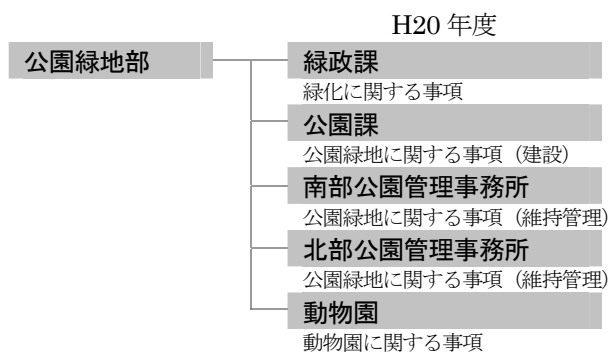 H20 年度
公園緑地部
緑政課
緑化に関する事項
公園課
公園緑地に関する事項（建設）
南部公園管理事務所
公園緑地に関する事項（維持管理）
北部公園管理事務所
公園緑地に関する事項（維持管理）
動物園
動物園に関する事項